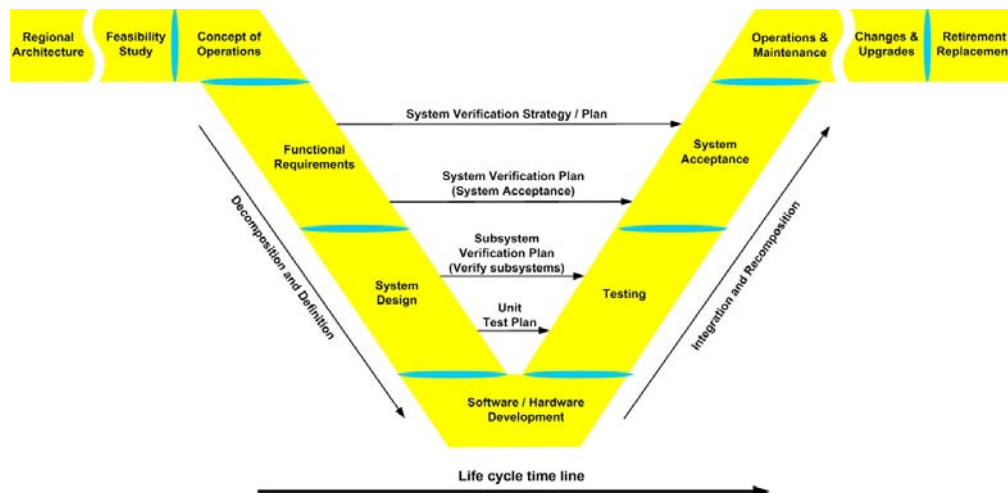 Regional
Architecture
Feasibility
Study
Concept of
Operations
Operations &
Maintenance
Changes &
Upgrades
Retirement
Replacement
System Verification Strategy / Plan
Functional
Requirements
System
Acceptance
System Verification Plan
(System Acceptance)
Decomposition and Definition
Subsystem
Verification Plan
(Verify subsystems)
Integration and Recomposition
System
Design
Testing
Unit
Test Plan
Software / Hardware
Development
Life cycle time line